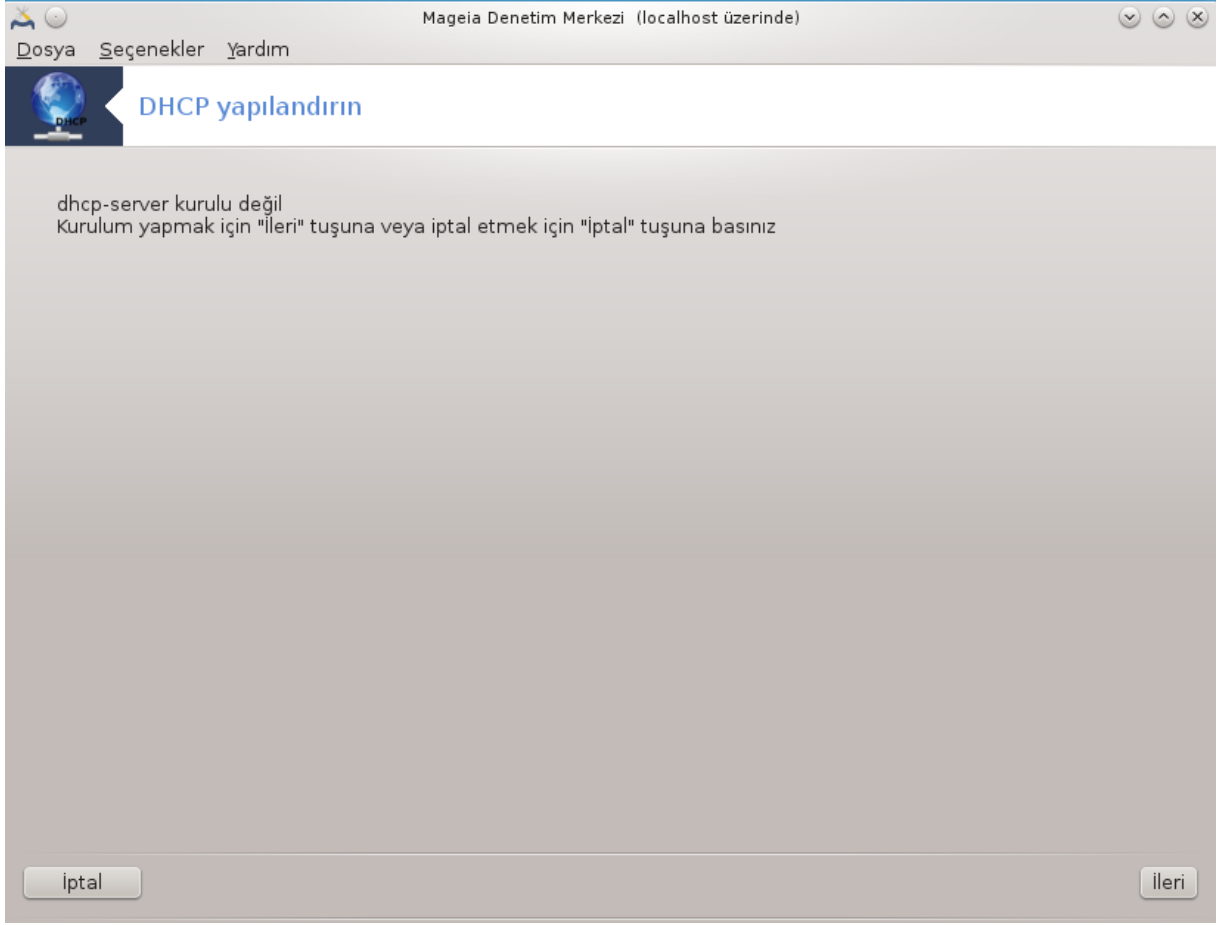 Mageia Denetim Merkezi (localhost üzerinde)
Dosya Seçenekler Yardım
DHCP
DHCP yapılandırın
dhcp-server kurulu değil
Kurulum yapmak için "İleri" tuşuna veya iptal etmek için "İptal" tuşuna basınız
İptal
İleri